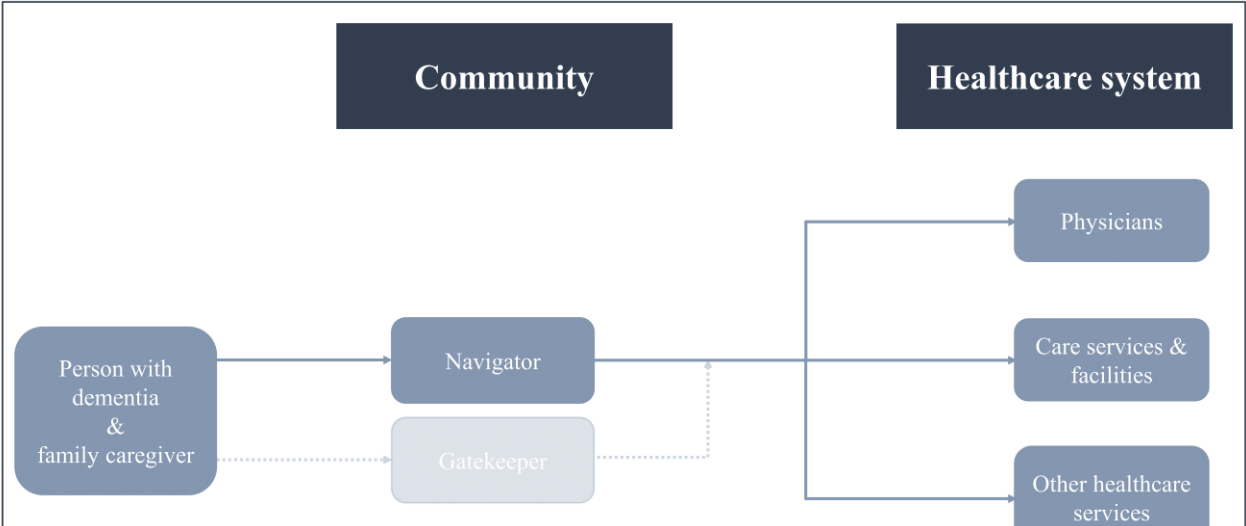 Community
Healthcare system
Physicians
Person with
dementia
&
family caregiver
Navigator
Gatekeeper
Care services &
facilities
Other healthcare
services